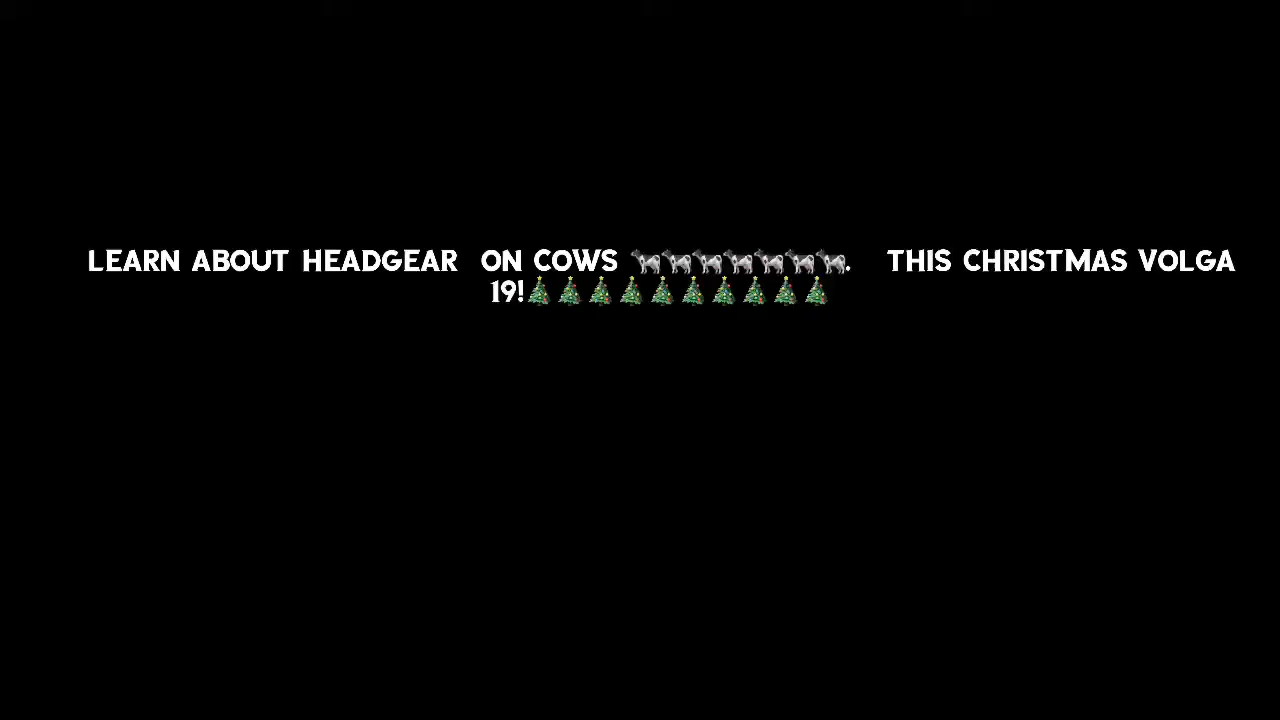 LEARN ABOUT HEADGEAR  ON COWS 🐄🐄🐄🐄🐄🐄🐄.   THIS CHRISTMAS VOLGA
19!🎄🎄🎄🎄🎄🎄🎄🎄🎄🎄